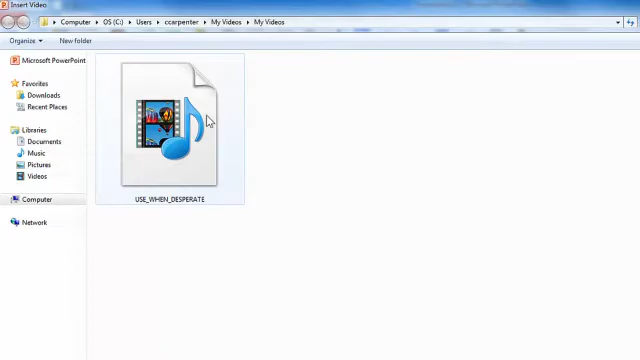 Insert Video
Computer ▸ OS (C:) ▸ Users ▸ ccarpenter ▸ My Videos ▸ My Videos
Organize
New folder
Microsoft PowerPoint
Favorites
Downloads
Recent Places
Libraries
Documents
Music
Pictures
Videos
Computer
Network
USE_WHEN_DESPERATE